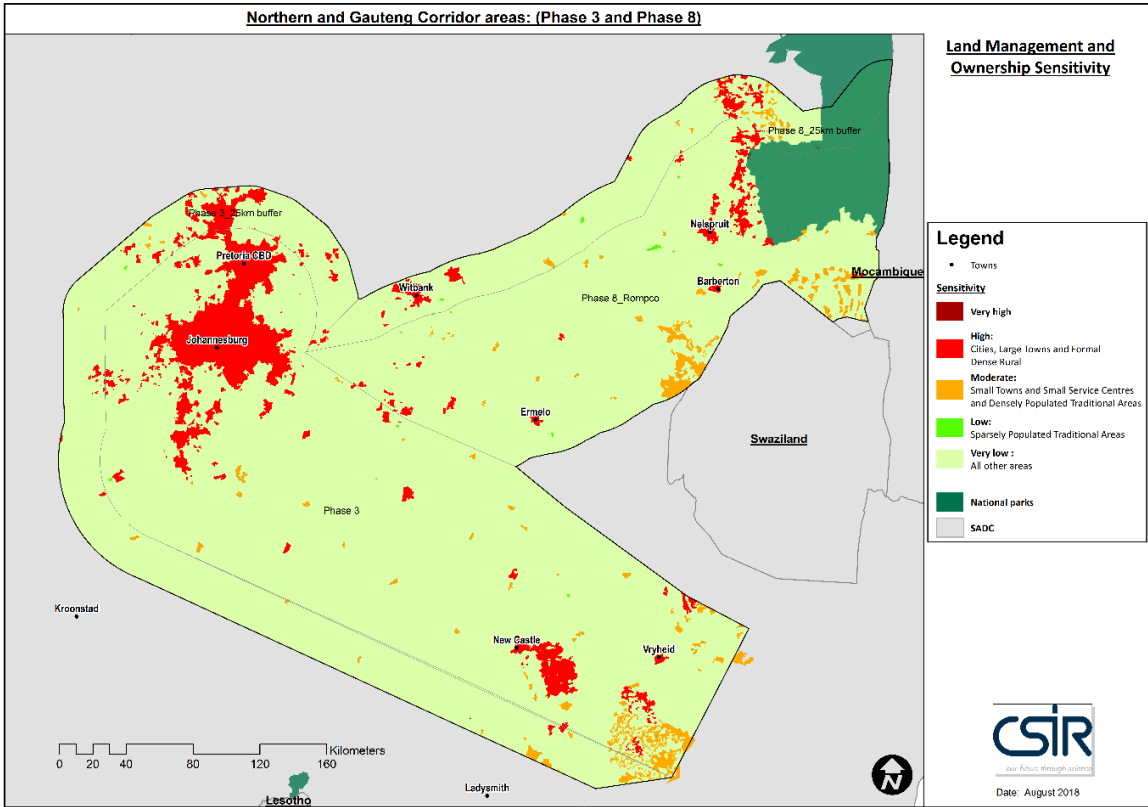 Northern and Gauteng Corridor areas: (Phase 3 and Phase 8)
Land Management and
Ownership Sensitivity
Phase 8_25km buffer
Phase 3_25km buffer
Nelspruit
Pretoria CBD
Mocambique
Witbank
Barberton
Phase 8_Rompco
Johannesburg
Ermelo
Swaziland
Phase 3
Kroonstad
New Castle
Vryheid
Kilometers
0 20 40 80 120 160
Ladysmith
Lesotho
N
Legend
Towns
Sensitivity
Very high
High:
Cities, Large Towns and Formal
Dense Rural
Moderate:
Small Towns and Small Service Centres
and Densely Populated Traditional Areas
Low:
Sparsely Populated Traditional Areas
Very low :
All other areas
National parks
SADC
CSIR
our future through science
Date: August 2018